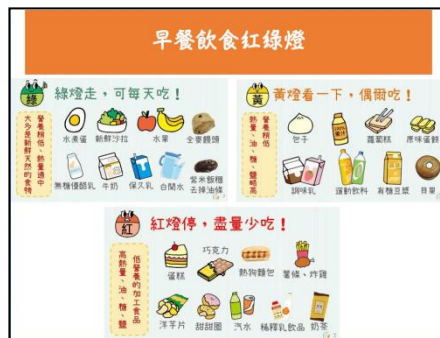 早餐飲食紅綠燈
綠
綠燈走，可每天吃！
營養極佳、熱量適中
大多是新鮮天然的食物
水煮蛋
新鮮沙拉
水果
全麥饅頭
無糖優酪乳
牛奶
保久乳
白開水
紫米飯糰
去掉油條
黃
黃燈看一下，偶爾吃！
營養稍低
熱量、油、糖、鹽略高
包子
100%
果汁
蘿蔔糕
原味蛋餅
調味乳
運動飲料
有糖豆漿
貝果
紅
紅燈停，盡量少吃！
低營養的加工食品
高熱量、油、糖、鹽
蛋糕
巧克力
熱狗麵包
薯條、炸雞
洋芋片
甜甜圈
汽水
稀釋乳飲品
奶茶